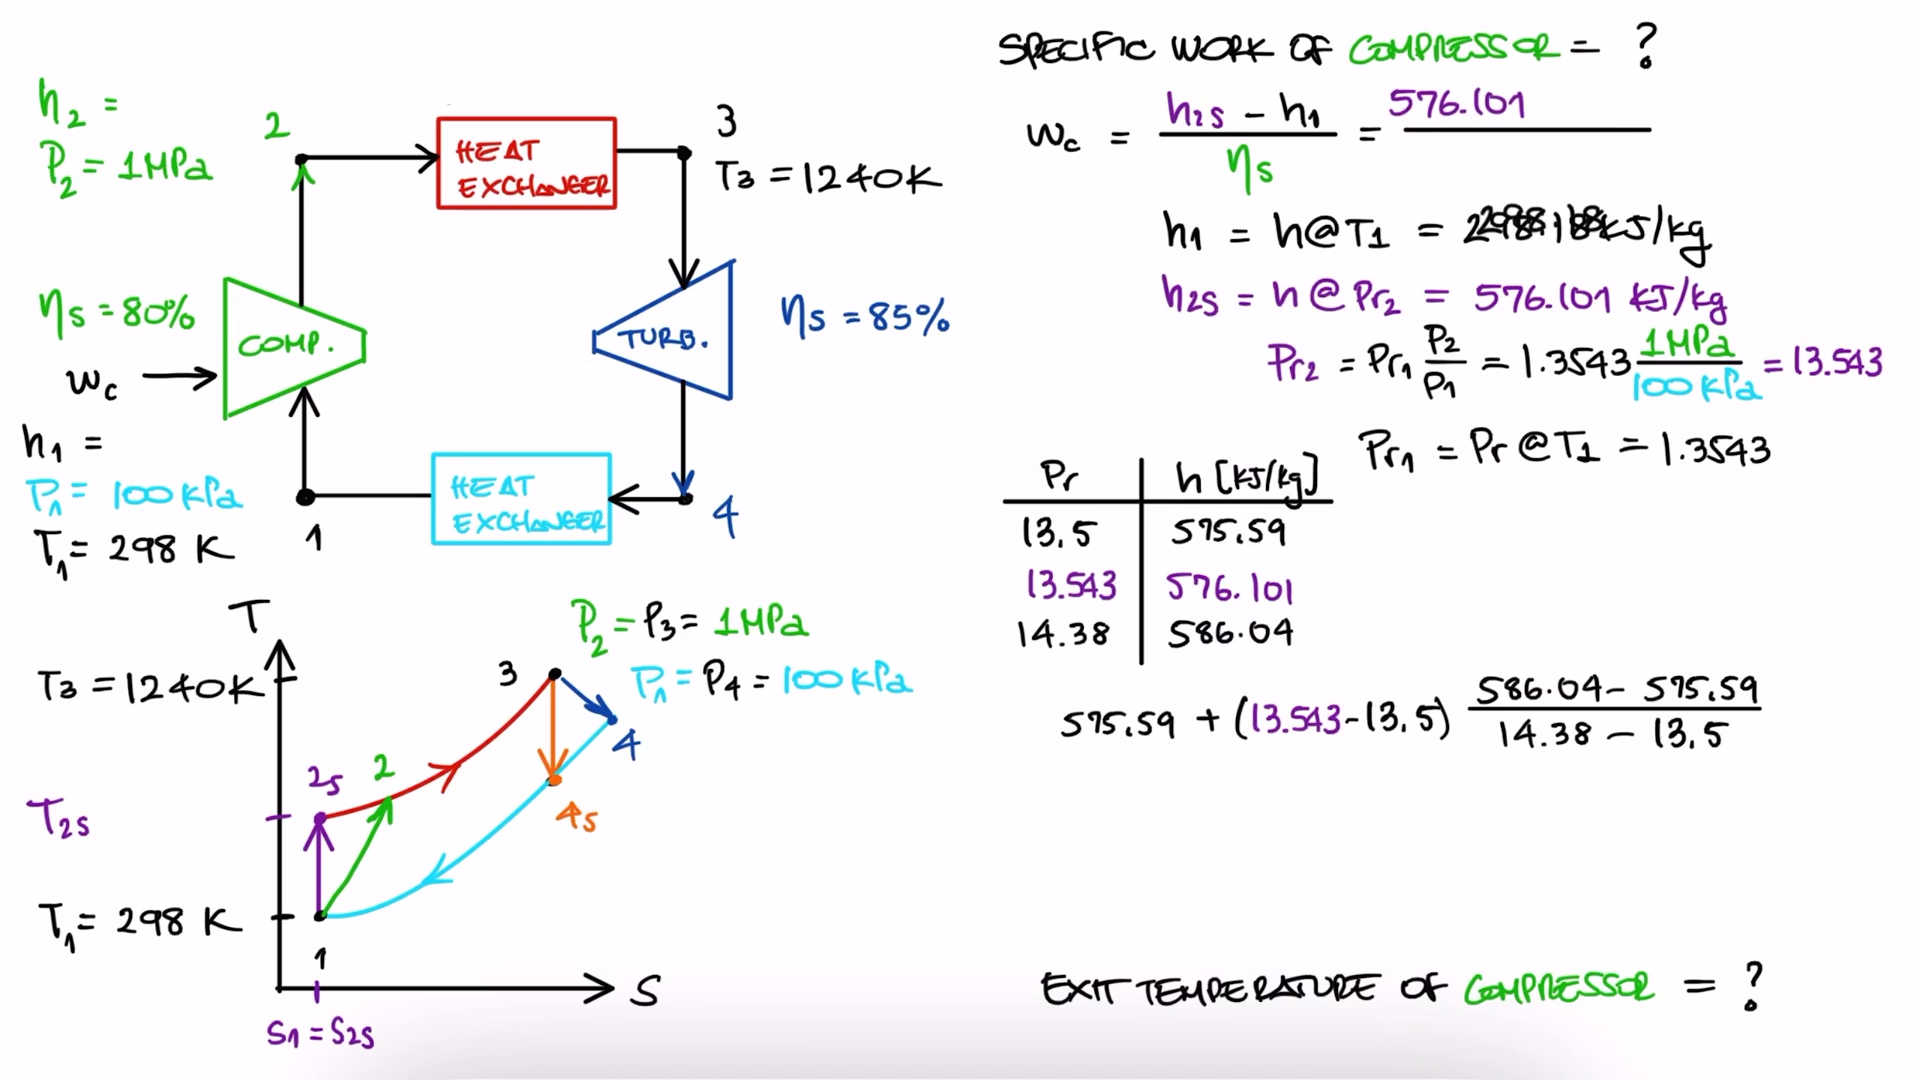 SPECIFIC WORK OF COMPRESSOR = ?
wc = (h2s - h1) / ηs = 576.101
h1 = h@T1 = kJ/kg
h2s = h@Pr2 = 576.101 kJ/kg
Pr2 = Pr1 P2/P1 = 1.3543 1MPa/100kPa = 13.543
Pr1 = Pr@T1 = 1.3543
Pr h [kJ/kg]
13.5 575.59
13.543 576.101
14.38 586.04
575.59 + (13.543-13.5) (586.04 - 575.59) / (14.38 - 13.5)
EXIT TEMPERATURE OF COMPRESSOR = ?
h2 =
P2 = 1MPa
2
HEAT
EXCHANGER
3
T3 = 1240K
ηs = 80%
COMP.
wc
TURB.
ηs = 85%
h1 =
P1 = 100kPa
T1 = 298 K
1
HEAT
EXCHANGER
4
T
P2 = P3 = 1MPa
P1 = P4 = 100kPa
T3 = 1240K
3
4
2s
2
4s
T2s
T1 = 298 K
1
S
S1 = S2s